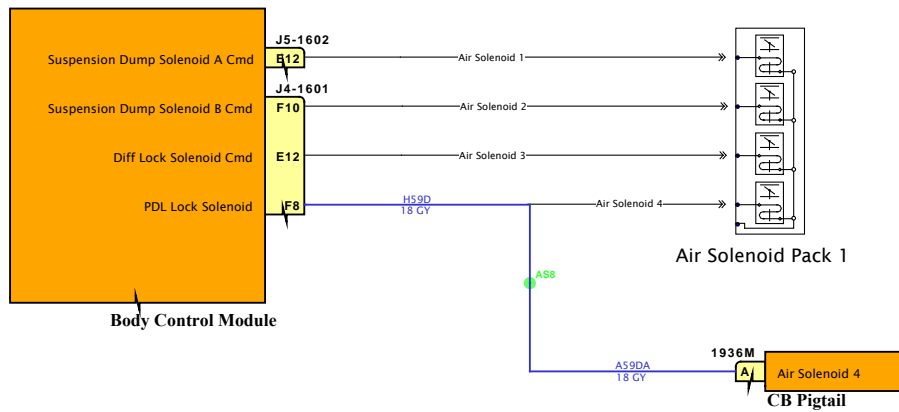 J5-1602
Suspension Dump Solenoid A Cmd
E12
Air Solenoid 1
J4-1601
Suspension Dump Solenoid B Cmd
F10
Air Solenoid 2
Diff Lock Solenoid Cmd
E12
Air Solenoid 3
PDL Lock Solenoid
F8
H59D
18 GY
Air Solenoid 4
Air Solenoid Pack 1
AS8
Body Control Module
1936M
A59DA
18 GY
A
Air Solenoid 4
CB Pigtail